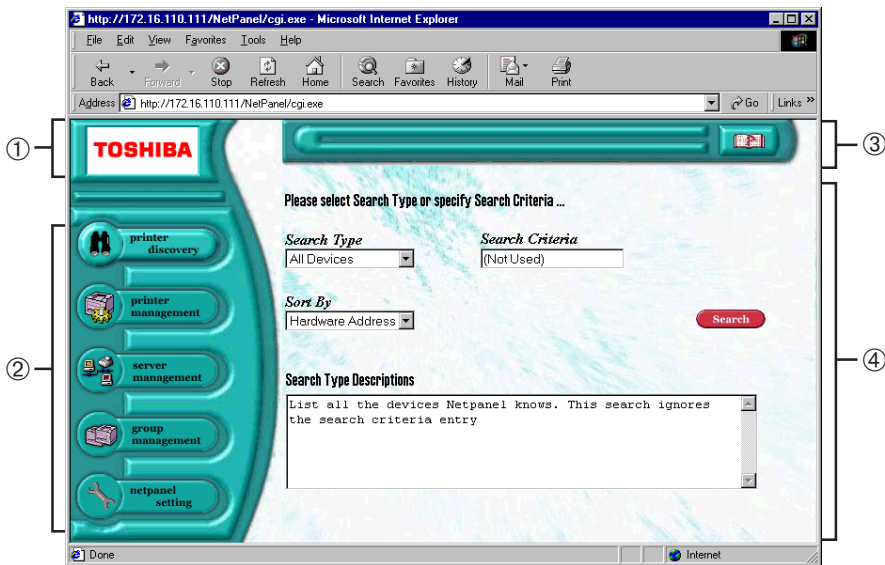 http://172.16.110.111/NetPanel/cgi.exe - Microsoft Internet Explorer
File Edit View Favorites Tools Help
Back Forward Stop Refresh Home Search Favorites History Mail Print
Address http://172.16.110.111/NetPanel/cgi.exe Go Links »
① TOSHIBA ③
Please select Search Type or specify Search Criteria ...
printer
discovery
Search Type Search Criteria
All Devices (Not Used)
printer
management
Sort By
Hardware Address Search
② ④
server
management
Search Type Descriptions
List all the devices Netpanel knows. This search ignores
the search criteria entry
group
management
netpanel
setting
Done Internet